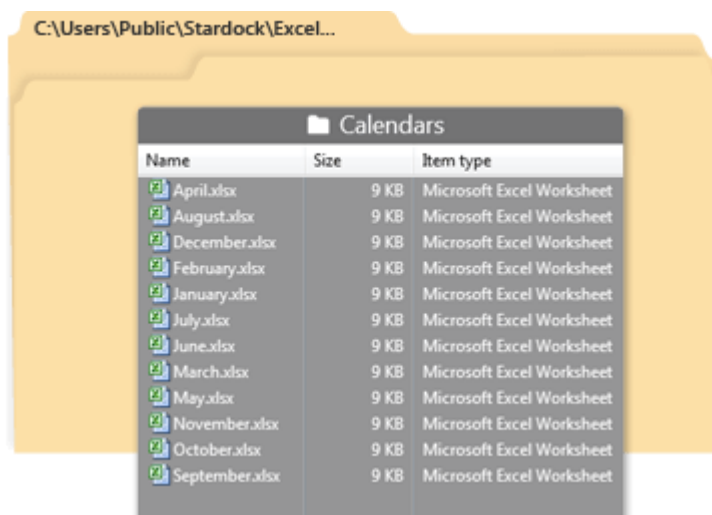 C:\Users\Public\Stardock\Excel...
Calendars
Name Size Item type
April.xlsx 9 KB Microsoft Excel Worksheet
August.xlsx 9 KB Microsoft Excel Worksheet
December.xlsx 9 KB Microsoft Excel Worksheet
February.xlsx 9 KB Microsoft Excel Worksheet
January.xlsx 9 KB Microsoft Excel Worksheet
July.xlsx 9 KB Microsoft Excel Worksheet
June.xlsx 9 KB Microsoft Excel Worksheet
March.xlsx 9 KB Microsoft Excel Worksheet
May.xlsx 9 KB Microsoft Excel Worksheet
November.xlsx 9 KB Microsoft Excel Worksheet
October.xlsx 9 KB Microsoft Excel Worksheet
September.xlsx 9 KB Microsoft Excel Worksheet